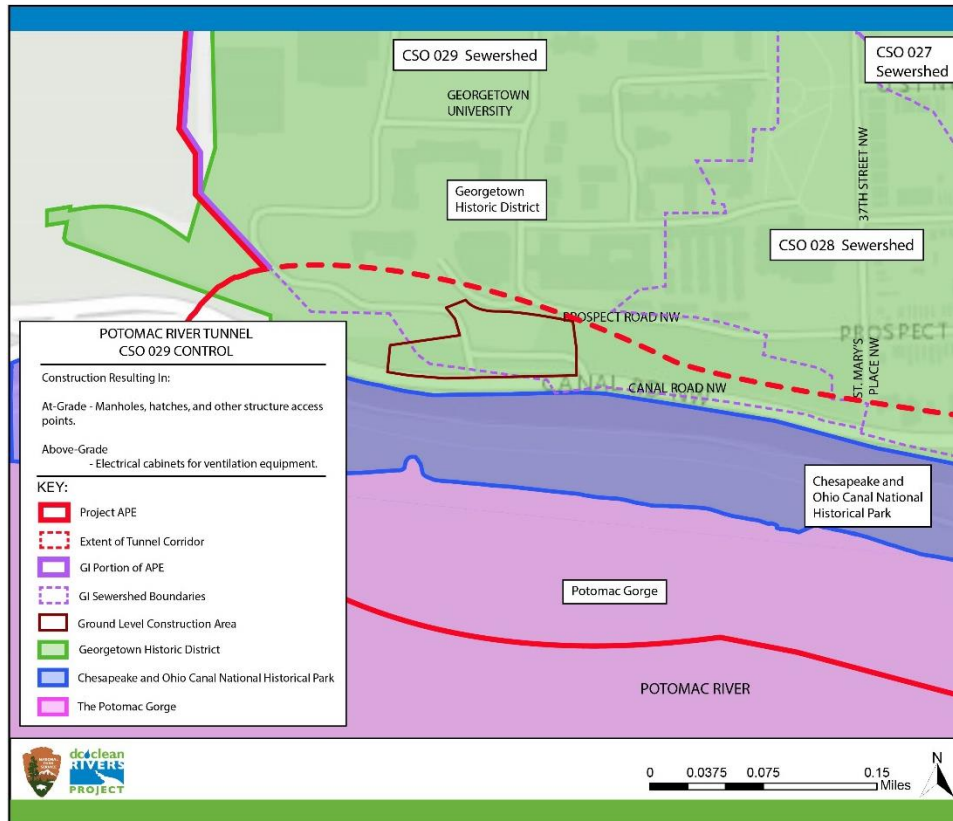 CSO 029 Sewershed
CSO 027
Sewershed
GEORGETOWN
UNIVERSITY
37TH STREET NW
Georgetown
Historic District
CSO 028 Sewershed
PROSPECT ROAD NW
PROSPECT
ST. MARY'S
PLACE NW
CANAL ROAD NW
CANAL ROAD NW
Chesapeake and
Ohio Canal National
Historical Park
Potomac Gorge
POTOMAC RIVER
POTOMAC RIVER TUNNEL
CSO 029 CONTROL
Construction Resulting In:
At-Grade - Manholes, hatches, and other structure access
points.
Above-Grade
- Electrical cabinets for ventilation equipment.
KEY:
Project APE
Extent of Tunnel Corridor
GI Portion of APE
GI Sewershed Boundaries
Ground Level Construction Area
Georgetown Historic District
Chesapeake and Ohio Canal National Historical Park
The Potomac Gorge
dc clean
RIVERS
PROJECT
0 0.0375 0.075 0.15
Miles
N